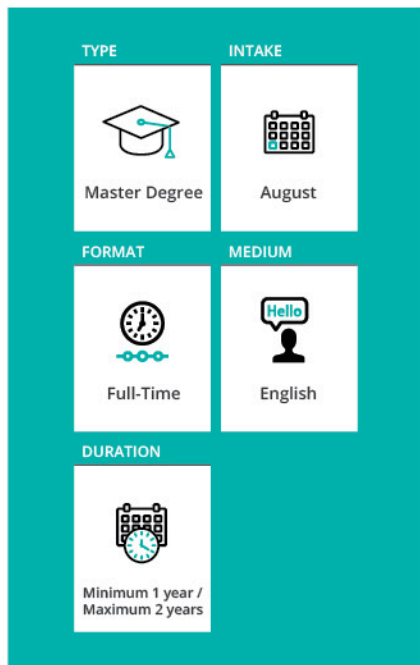 TYPE
INTAKE
Master Degree
August
FORMAT
MEDIUM
Hello
Full-Time
English
DURATION
Minimum 1 year /
Maximum 2 years